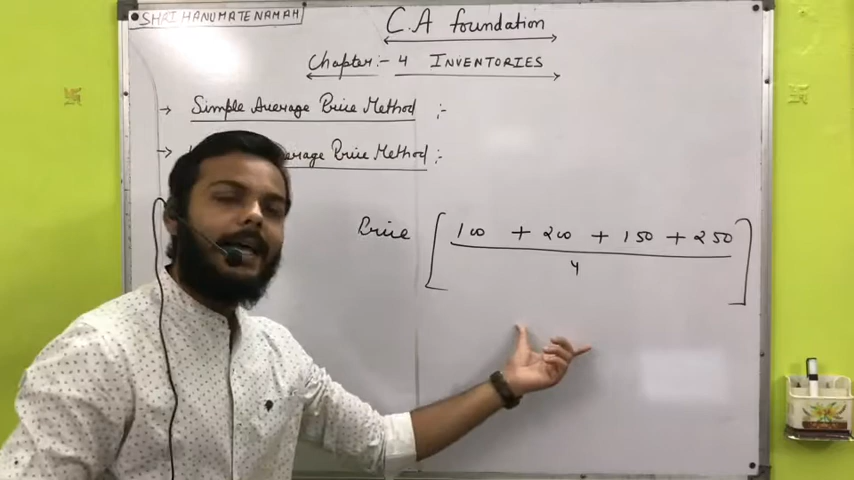 SHRI HANUMATE NAMAH
C.A foundation
Chapter:- 4 INVENTORIES
→ Simple Average Price Method :-
→ Average Price Method :-
Price [ 100 + 200 + 150 + 250
4 ]